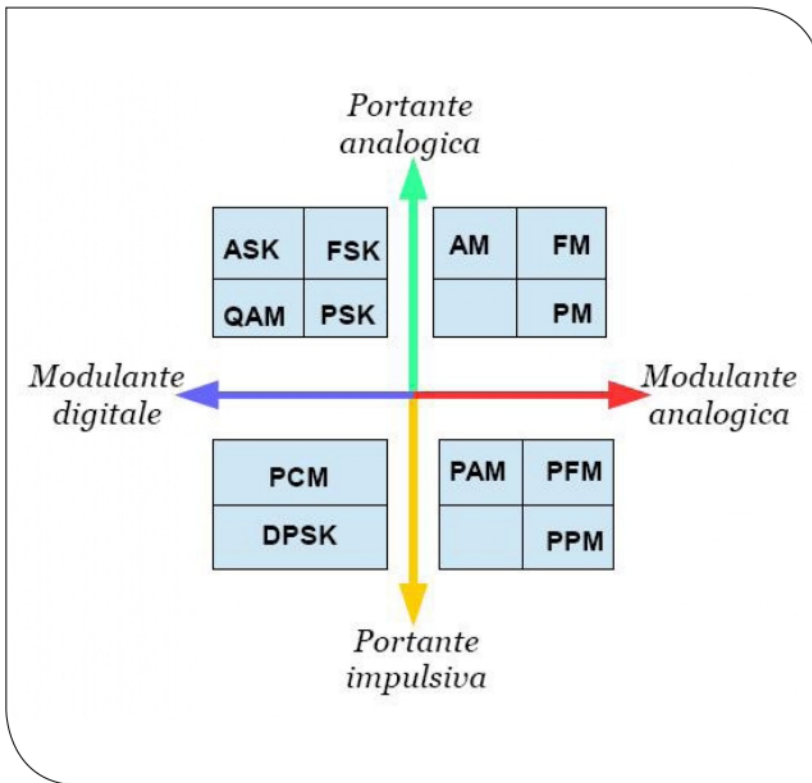 Portante
analogica
ASK FSK AM FM
QAM PSK PM
Modulante
digitale
Modulante
analogica
PCM PAM PFM
DPSK PPM
Portante
impulsiva